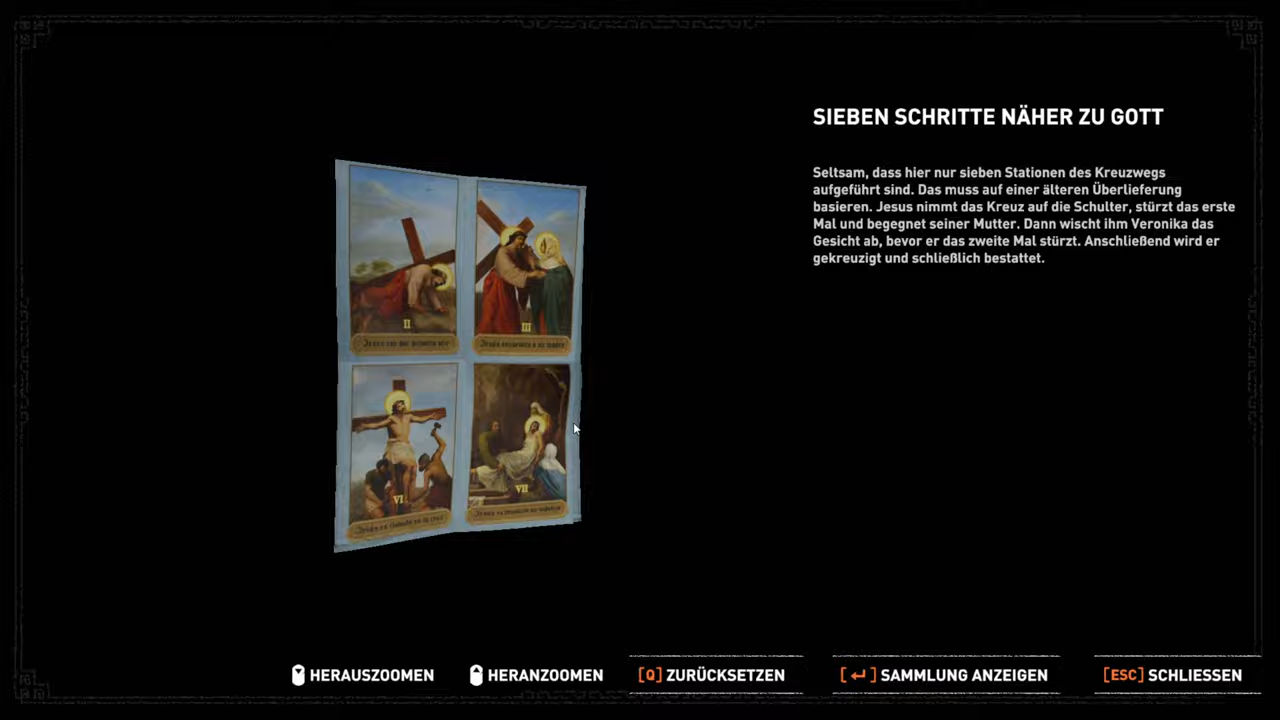 SIEBEN SCHRITTE NÄHER ZU GOTT
Seltsam, dass hier nur sieben Stationen des Kreuzwegs
aufgeführt sind. Das muss auf einer älteren Überlieferung
basieren. Jesus nimmt das Kreuz auf die Schulter, stürzt das erste
Mal und begegnet seiner Mutter. Dann wischt ihm Veronika das
Gesicht ab, bevor er das zweite Mal stürzt. Anschließend wird er
gekreuzigt und schließlich bestattet.
II
III
VI
VII
HERAUSZOOMEN
HERANZOOMEN
[Q] ZURÜCKSETZEN
[↵] SAMMLUNG ANZEIGEN
[ESC] SCHLIESSEN